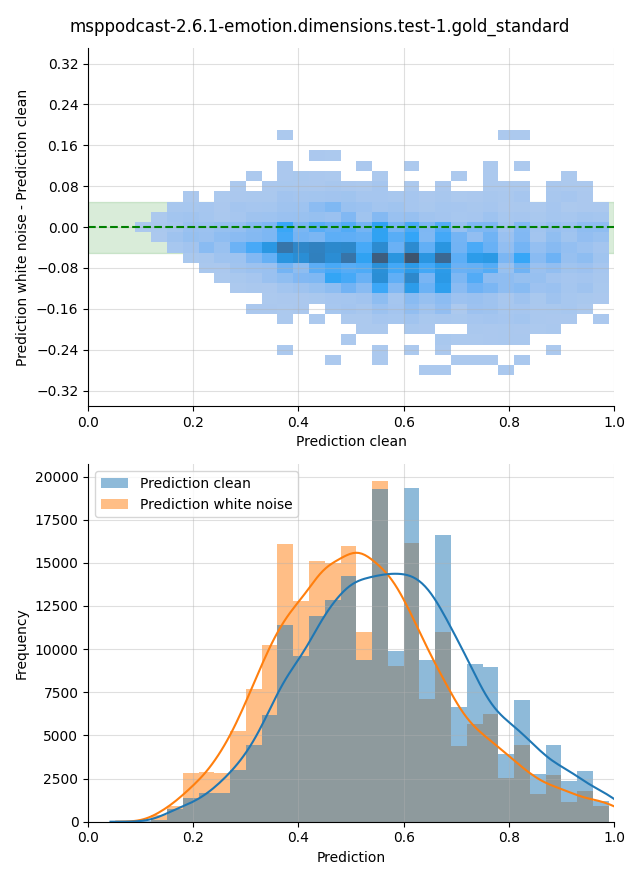 msppodcast-2.6.1-emotion.dimensions.test-1.gold_standard
Prediction white noise - Prediction clean
0.32
0.24
0.16
0.08
0.00
−0.08
−0.16
−0.24
−0.32
0.0 0.2 0.4 0.6 0.8 1.0
Prediction clean
Frequency
20000
17500
15000
12500
10000
7500
5000
2500
0
Prediction clean
Prediction white noise
0.0 0.2 0.4 0.6 0.8 1.0
Prediction